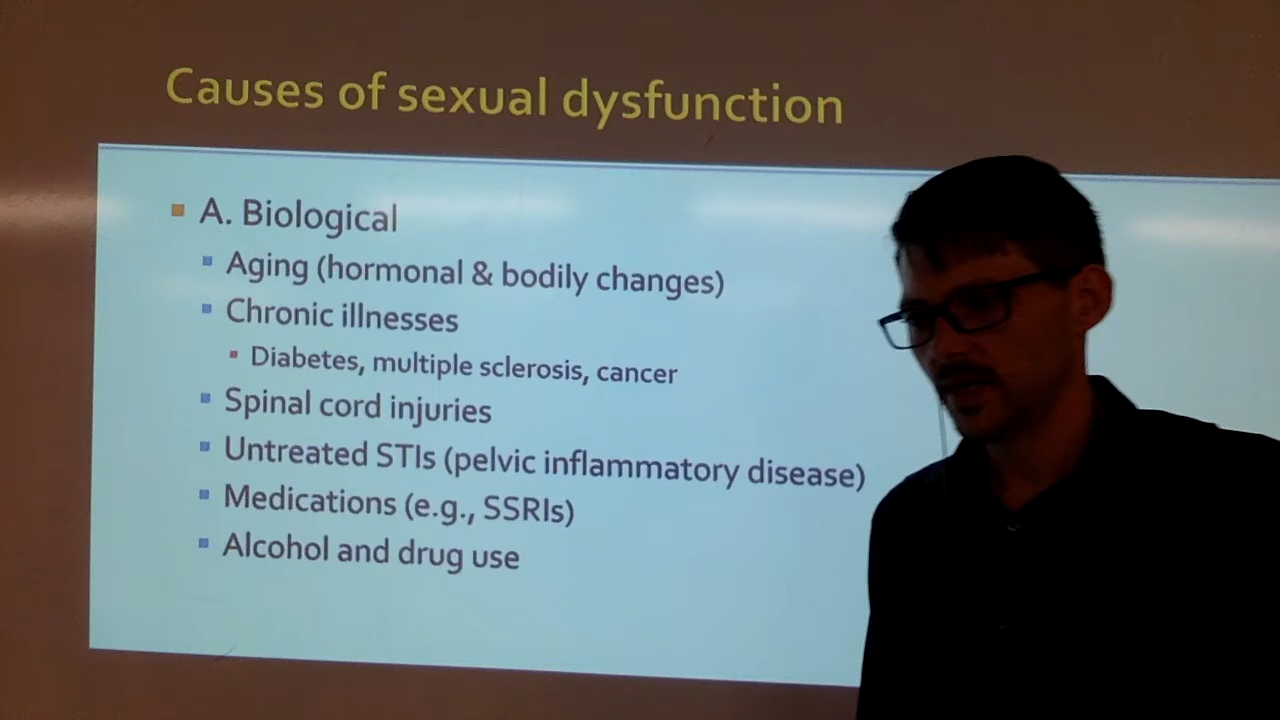 Causes of sexual dysfunction
A. Biological
Aging (hormonal & bodily changes)
Chronic illnesses
Diabetes, multiple sclerosis, cancer
Spinal cord injuries
Untreated STIs (pelvic inflammatory disease)
Medications (e.g., SSRIs)
Alcohol and drug use